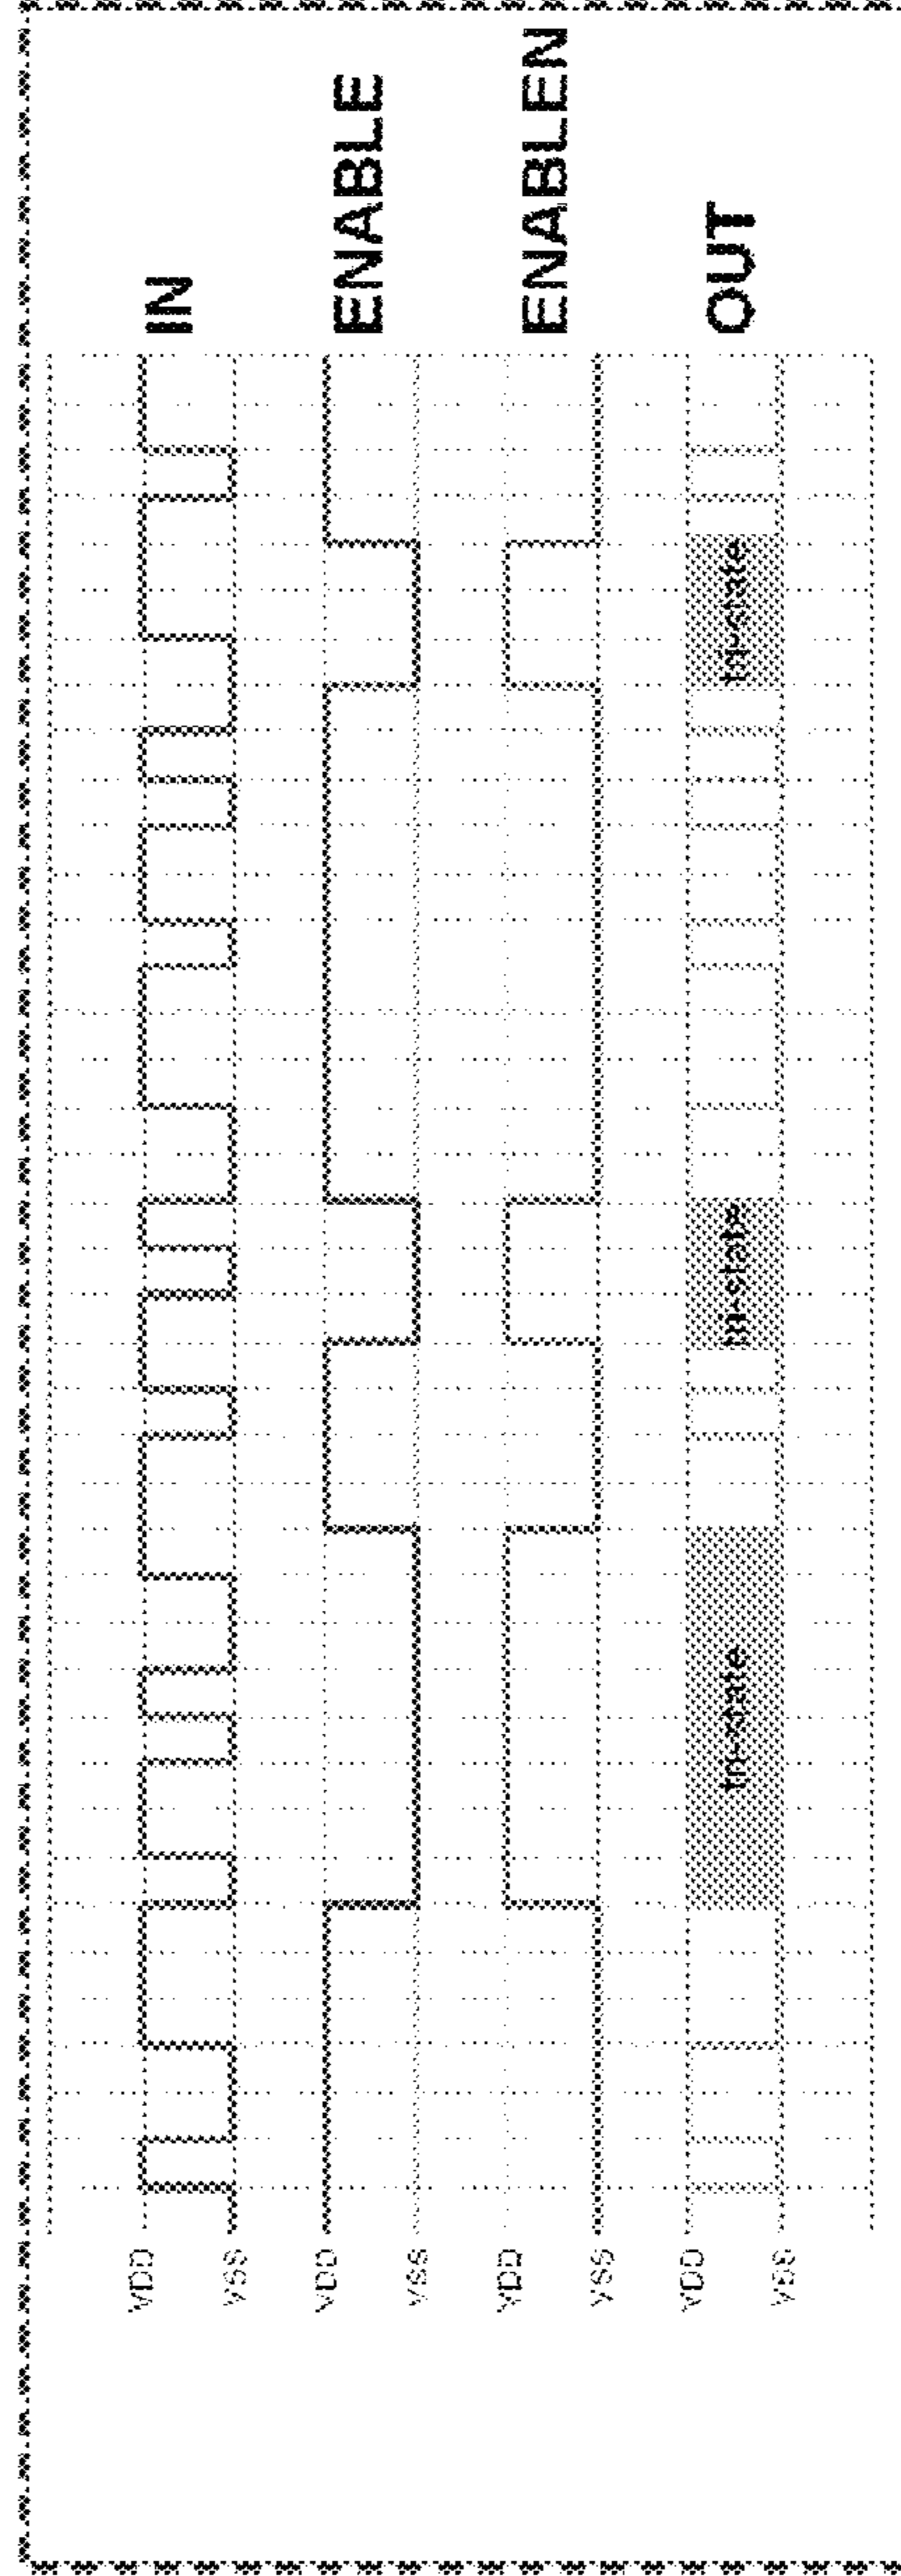 VDD
VSS
IN
VDD
VSS
ENABLE
VDD
VSS
ENABLEN
VDD
VSS
tri-state
tri-state
tri-state
OUT